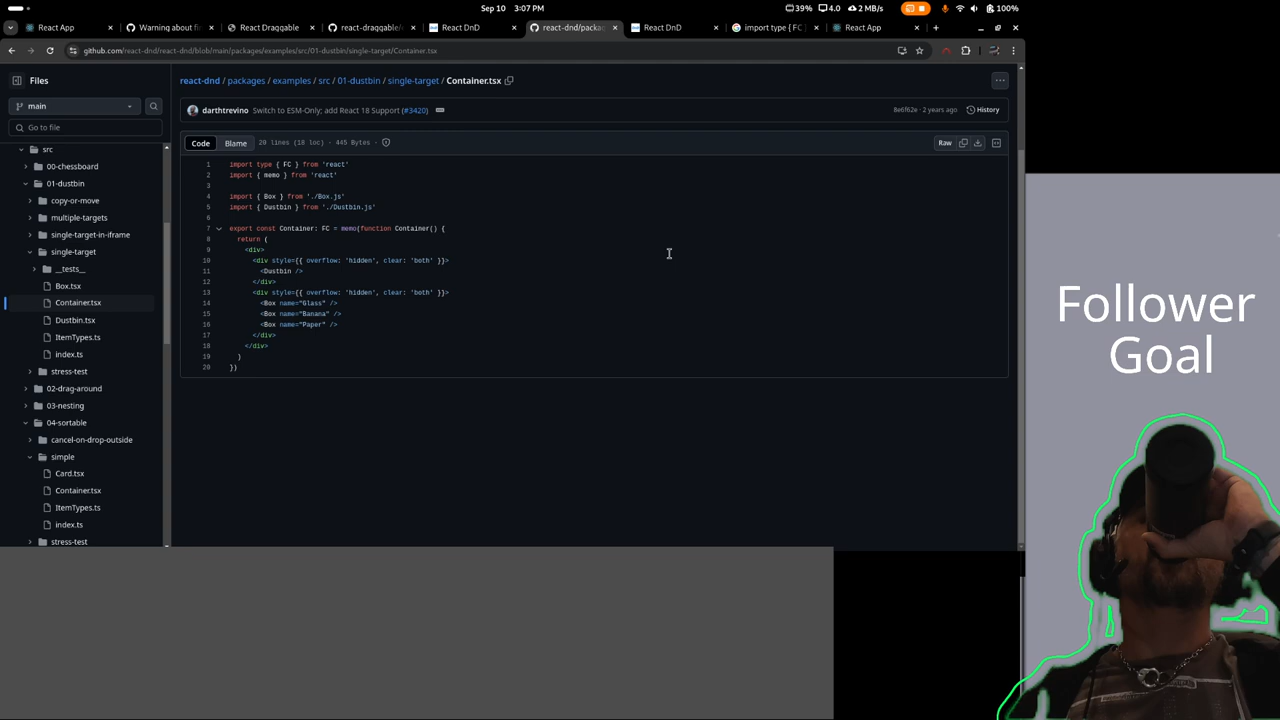 Sep 10 3:07 PM
39% 4.0 2 MB/s 100%
React App
Warning about fi
React Draggable
react-draggable/
React DnD
react-dnd/packag
React DnD
import type { FC }
React App
github.com/react-dnd/react-dnd/blob/main/packages/examples/src/01-dustbin/single-target/Container.tsx
Files
main
Go to file
src
00-chessboard
01-dustbin
copy-or-move
multiple-targets
single-target-in-iframe
single-target
__tests__
Box.tsx
Container.tsx
Dustbin.tsx
ItemTypes.ts
index.ts
stress-test
02-drag-around
03-nesting
04-sortable
cancel-on-drop-outside
simple
Card.tsx
Container.tsx
ItemTypes.ts
index.ts
stress-test
react-dnd / packages / examples / src / 01-dustbin / single-target / Container.tsx
darthtrevino Switch to ESM-Only; add React 18 Support (#3420)
8e6f62e · 2 years ago History
Code Blame 20 lines (18 loc) · 445 Bytes
Raw
1 import type { FC } from 'react'
2 import { memo } from 'react'
3
4 import { Box } from './Box.js'
5 import { Dustbin } from './Dustbin.js'
6
7 export const Container: FC = memo(function Container() {
8 return (
9 <div>
10 <div style={{ overflow: 'hidden', clear: 'both' }}>
11 <Dustbin />
12 </div>
13 <div style={{ overflow: 'hidden', clear: 'both' }}>
14 <Box name="Glass" />
15 <Box name="Banana" />
16 <Box name="Paper" />
17 </div>
18 </div>
19 )
20 })
Follower
Goal